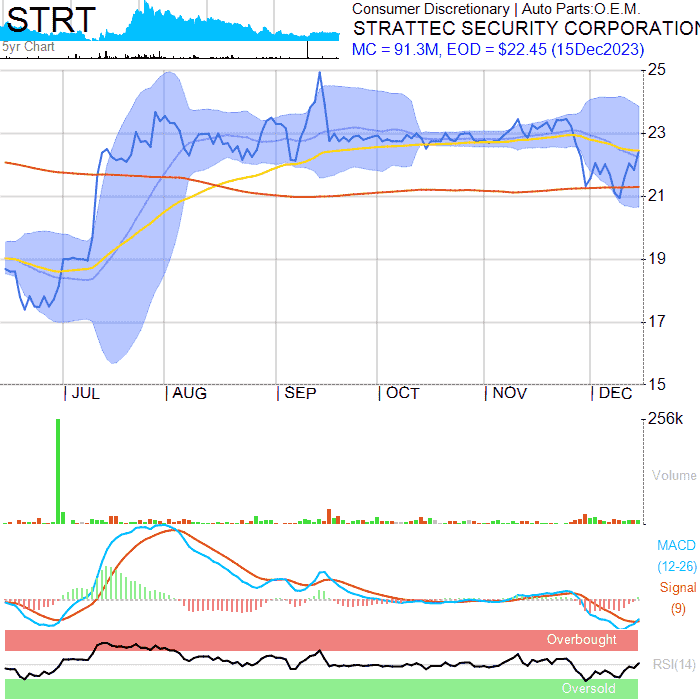 STRT
5yr Chart
Consumer Discretionary | Auto Parts:O.E.M.
STRATTEC SECURITY CORPORATION
MC = 91.3M, EOD = $22.45 (15Dec2023)
25
23
21
19
17
15
JUL AUG SEP OCT NOV DEC
256k
Volume
MACD
(12-26)
Signal
(9)
Overbought
RSI(14)
Oversold